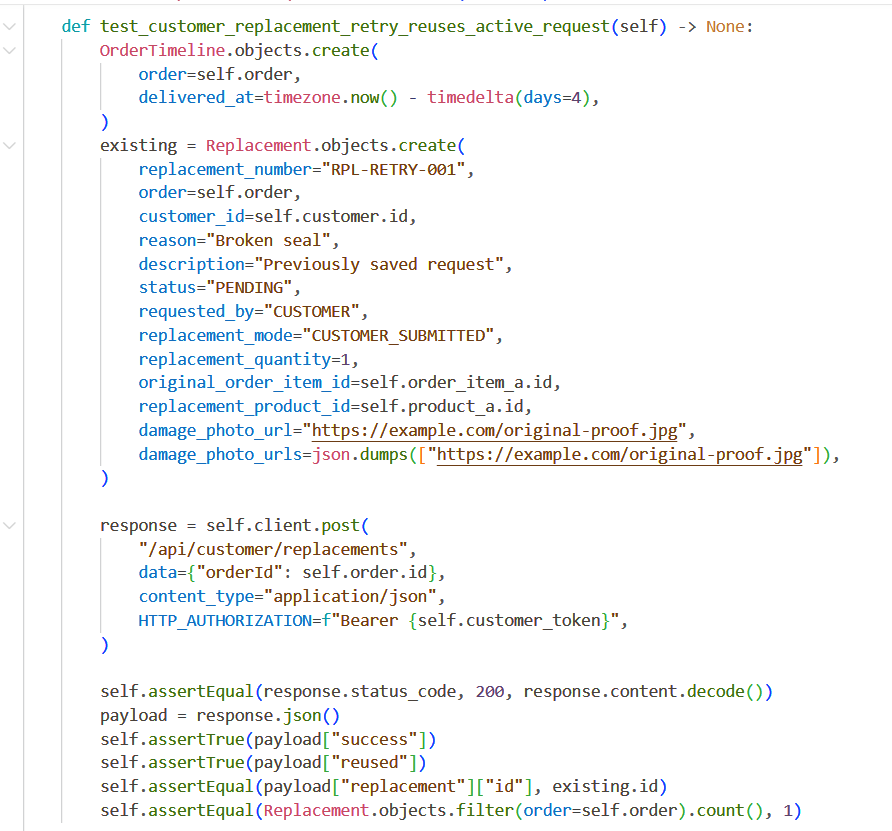 def test_customer_replacement_retry_reuses_active_request(self) -> None:
    OrderTimeline.objects.create(
        order=self.order,
        delivered_at=timezone.now() - timedelta(days=4),
    )
    existing = Replacement.objects.create(
        replacement_number="RPL-RETRY-001",
        order=self.order,
        customer_id=self.customer.id,
        reason="Broken seal",
        description="Previously saved request",
        status="PENDING",
        requested_by="CUSTOMER",
        replacement_mode="CUSTOMER_SUBMITTED",
        replacement_quantity=1,
        original_order_item_id=self.order_item_a.id,
        replacement_product_id=self.product_a.id,
        damage_photo_url="https://example.com/original-proof.jpg",
        damage_photo_urls=json.dumps(["https://example.com/original-proof.jpg"]),
    )

    response = self.client.post(
        "/api/customer/replacements",
        data={"orderId": self.order.id},
        content_type="application/json",
        HTTP_AUTHORIZATION=f"Bearer {self.customer_token}",
    )

    self.assertEqual(response.status_code, 200, response.content.decode())
    payload = response.json()
    self.assertTrue(payload["success"])
    self.assertTrue(payload["reused"])
    self.assertEqual(payload["replacement"]["id"], existing.id)
    self.assertEqual(Replacement.objects.filter(order=self.order).count(), 1)